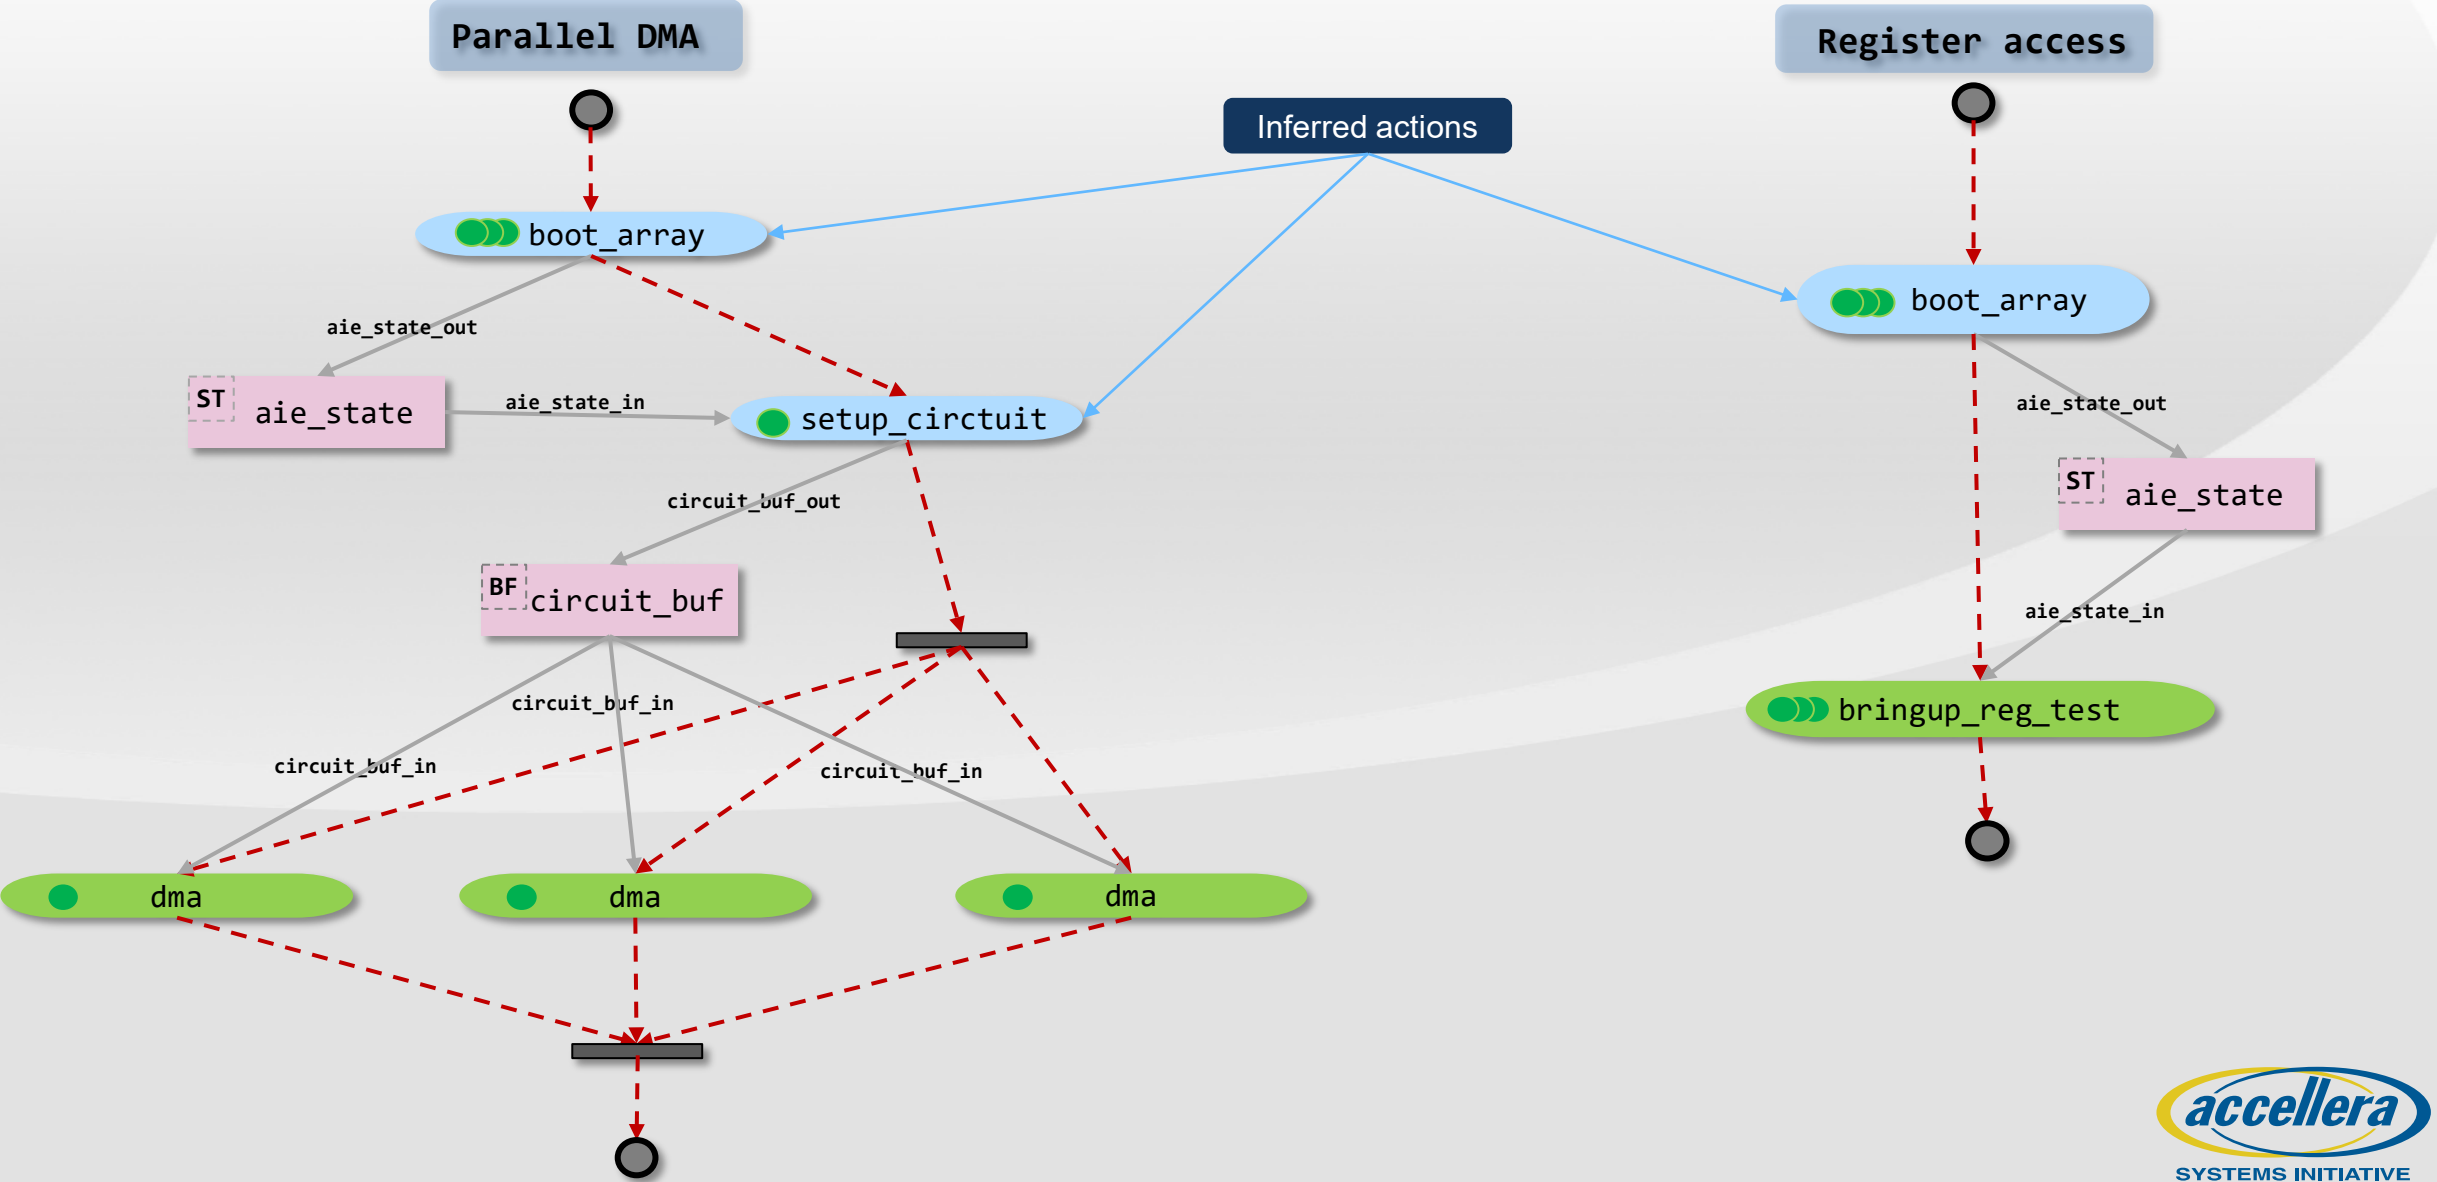 Parallel DMA
Register access
Inferred actions
boot_array
boot_array
aie_state_out
ST
aie_state
aie_state_in
setup_circtuit
aie_state_out
ST
aie_state
circuit_buf_out
BF
circuit_buf
aie_state_in
circuit_buf_in
bringup_reg_test
circuit_buf_in
circuit_buf_in
dma
dma
dma
accellera
SYSTEMS INITIATIVE